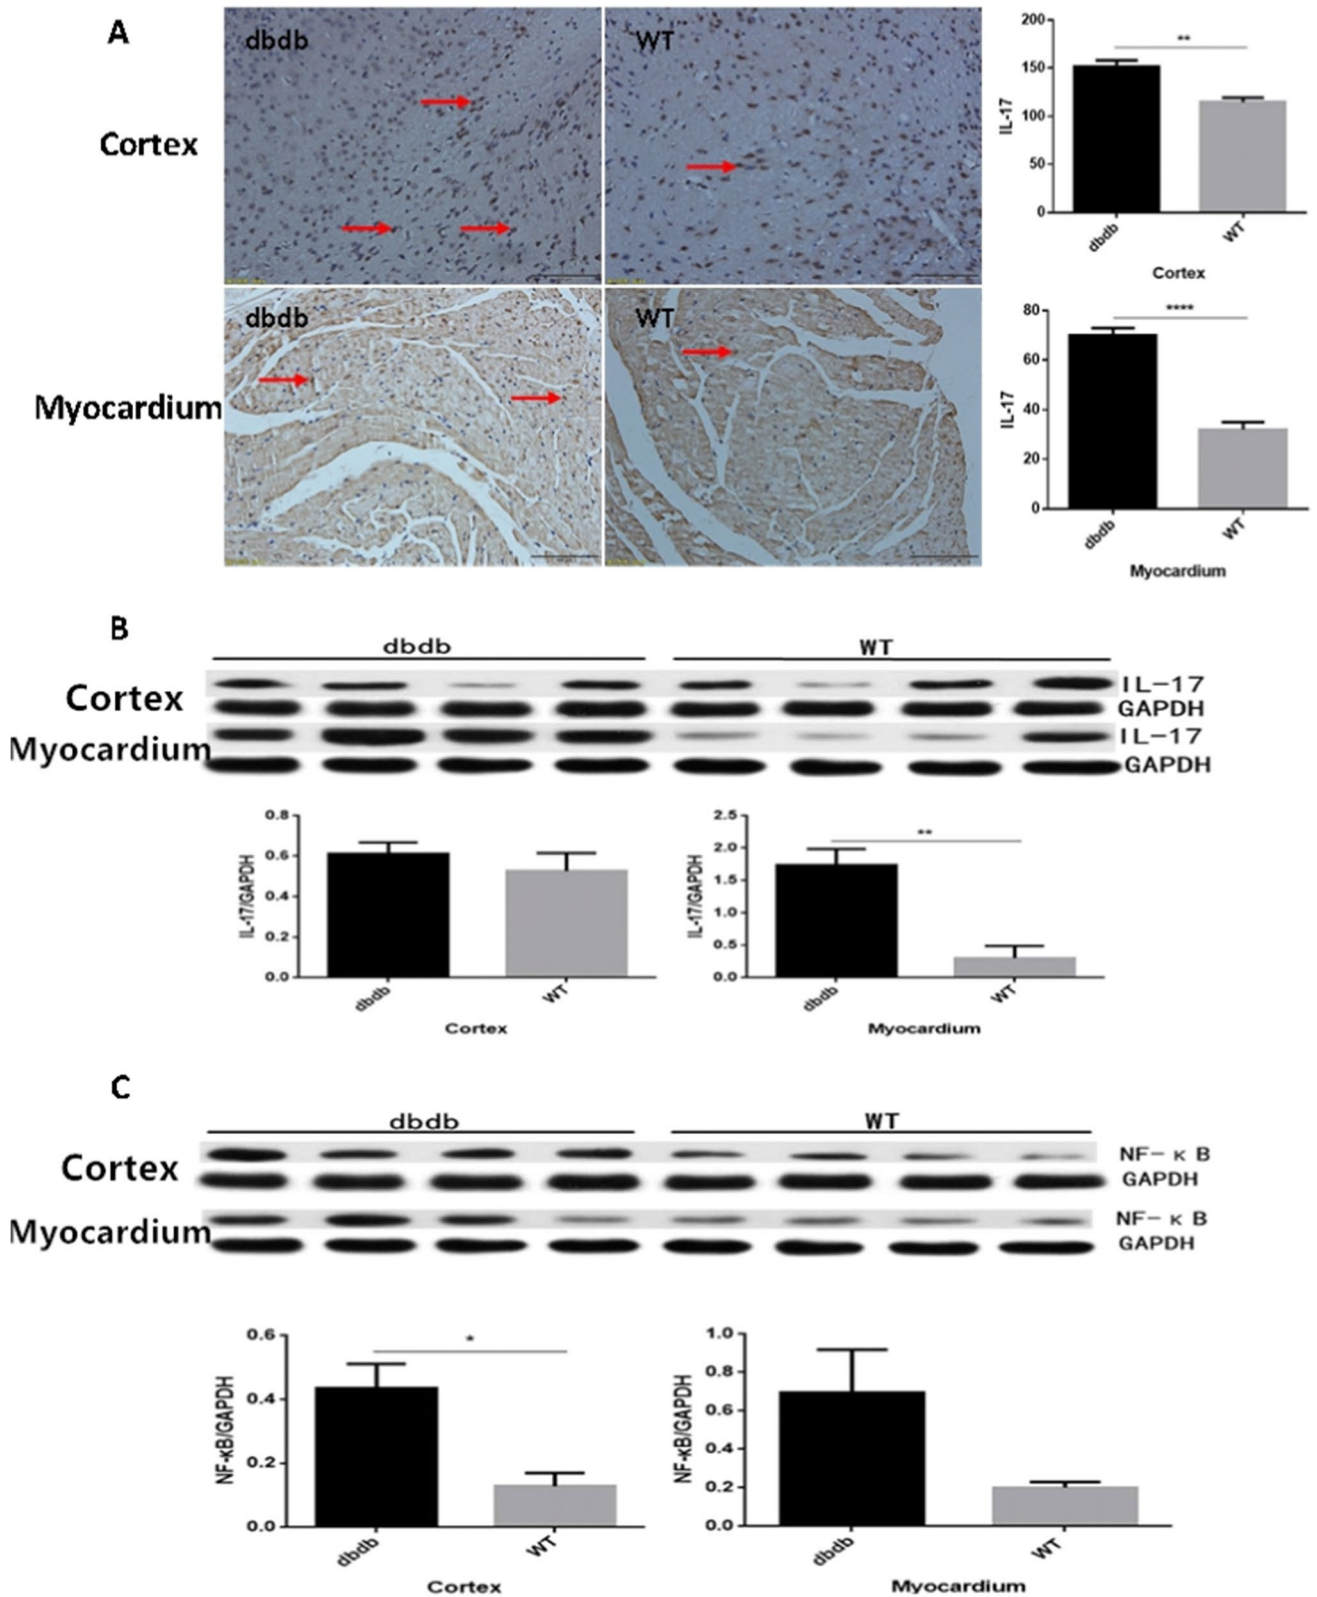 A
dbdb
WT
Cortex
200
150
100
50
0
IL-17
**
dbdb
WT
Cortex
dbdb
WT
Myocardium
80
60
40
20
0
IL-17
****
dbdb
WT
Myocardium
B
dbdb
WT
Cortex
IL-17
GAPDH
Myocardium
IL-17
GAPDH
0.8
0.6
0.4
0.2
0.0
IL-17/GAPDH
dbdb
WT
Cortex
2.5
2.0
1.5
1.0
0.5
0.0
IL-17/GAPDH
**
dbdb
WT
Myocardium
C
dbdb
WT
Cortex
NF-κB
GAPDH
Myocardium
NF-κB
GAPDH
0.6
0.4
0.2
0.0
NF-κB/GAPDH
*
dbdb
WT
Cortex
1.0
0.8
0.6
0.4
0.2
0.0
NF-κB/GAPDH
dbdb
WT
Myocardium